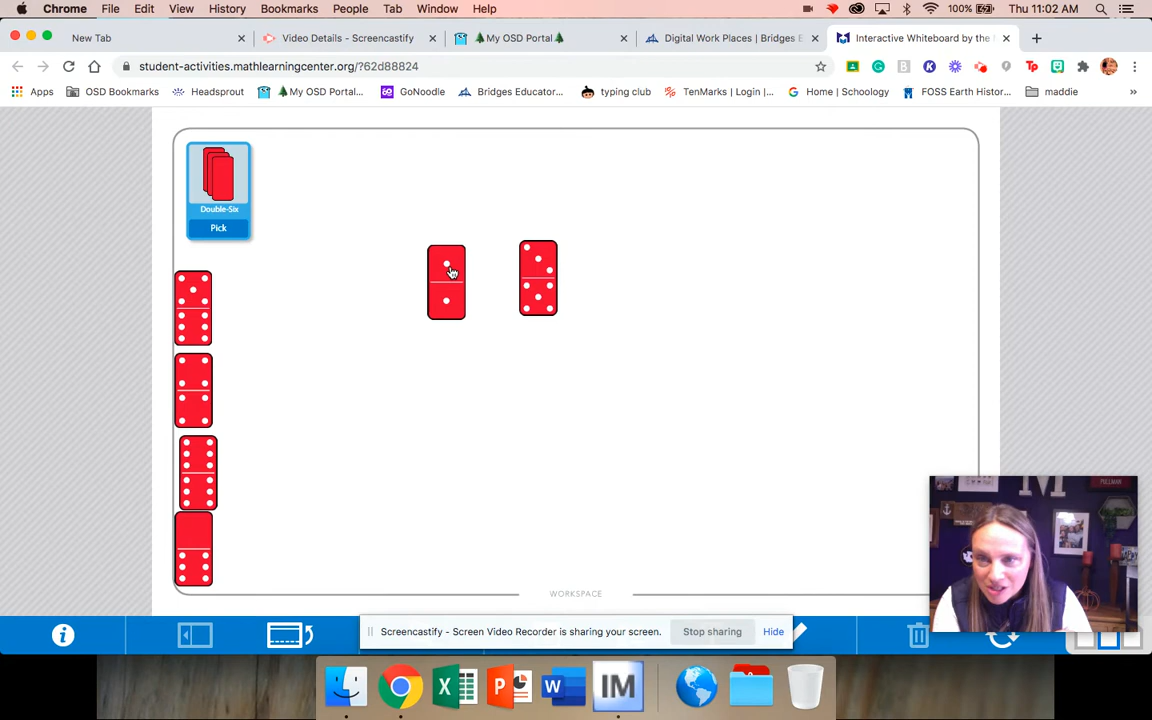 Chrome File Edit View History Bookmarks People Tab Window Help 100% Thu 11:02 AM
New Tab Video Details - Screencastify My OSD Portal Digital Work Places | Bridges E Interactive Whiteboard by the
student-activities.mathlearningcenter.org/?62d88824
Apps OSD Bookmarks Headsprout My OSD Portal... GoNoodle Bridges Educator... typing club TenMarks | Login |... Home | Schoology FOSS Earth Histor... maddie
Double-Six
Pick
WORKSPACE
PULLMAN
M
Screencastify - Screen Video Recorder is sharing your screen. Stop sharing Hide
IM